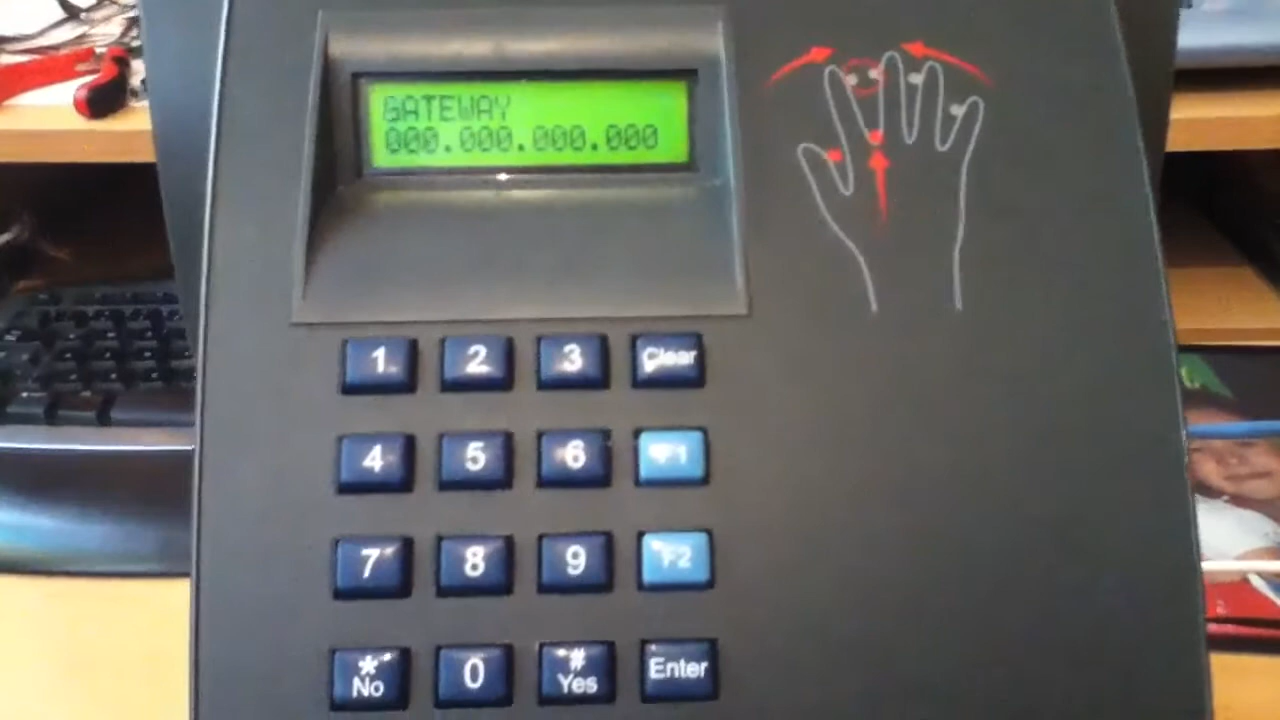 GATEWAY
000.000.000.000
1 2 3 Clear
4 5 6 F1
7 8 9 F2
* No 0 # Yes Enter